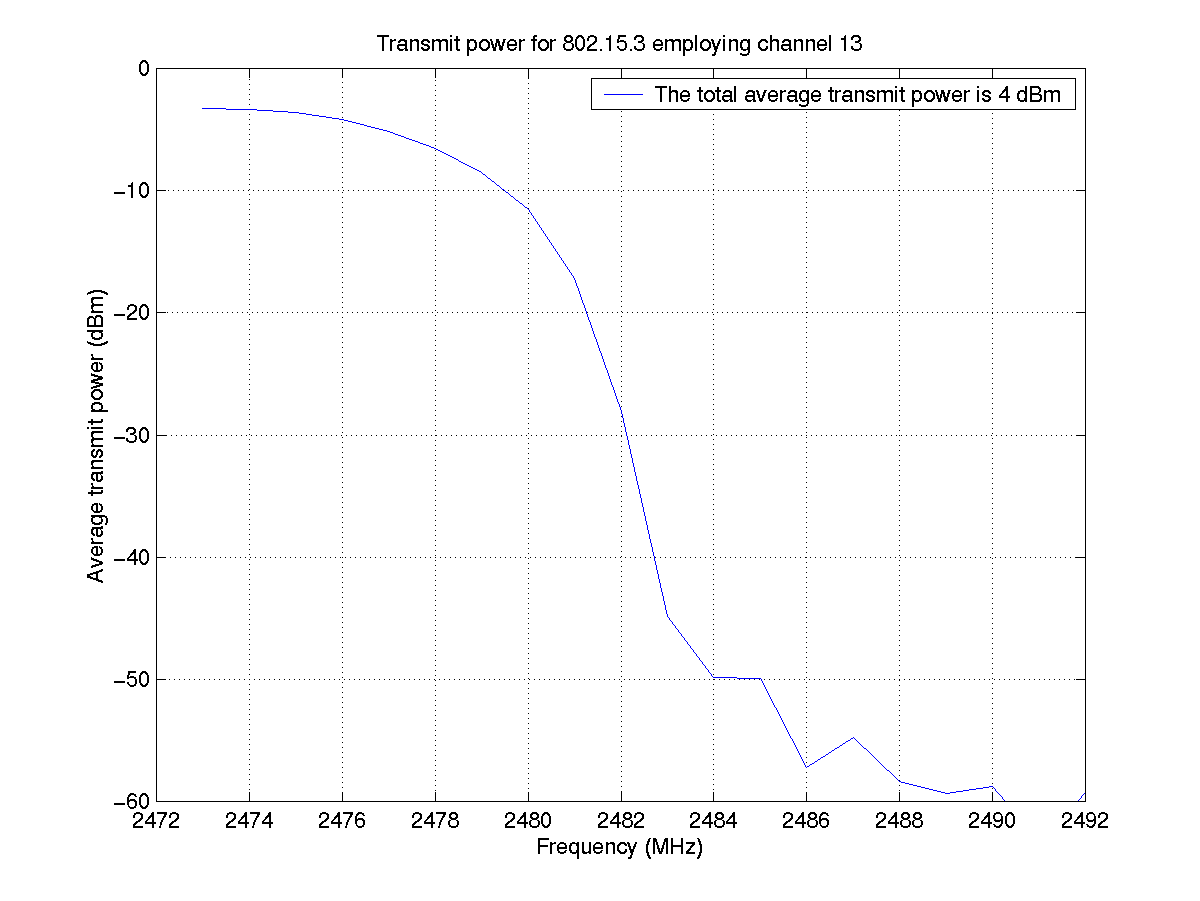 Transmit power for 802.15.3 employing channel 13
The total average transmit power is 4 dBm
Average transmit power (dBm)
0
−10
−20
−30
−40
−50
−60
2472 2474 2476 2478 2480 2482 2484 2486 2488 2490 2492
Frequency (MHz)